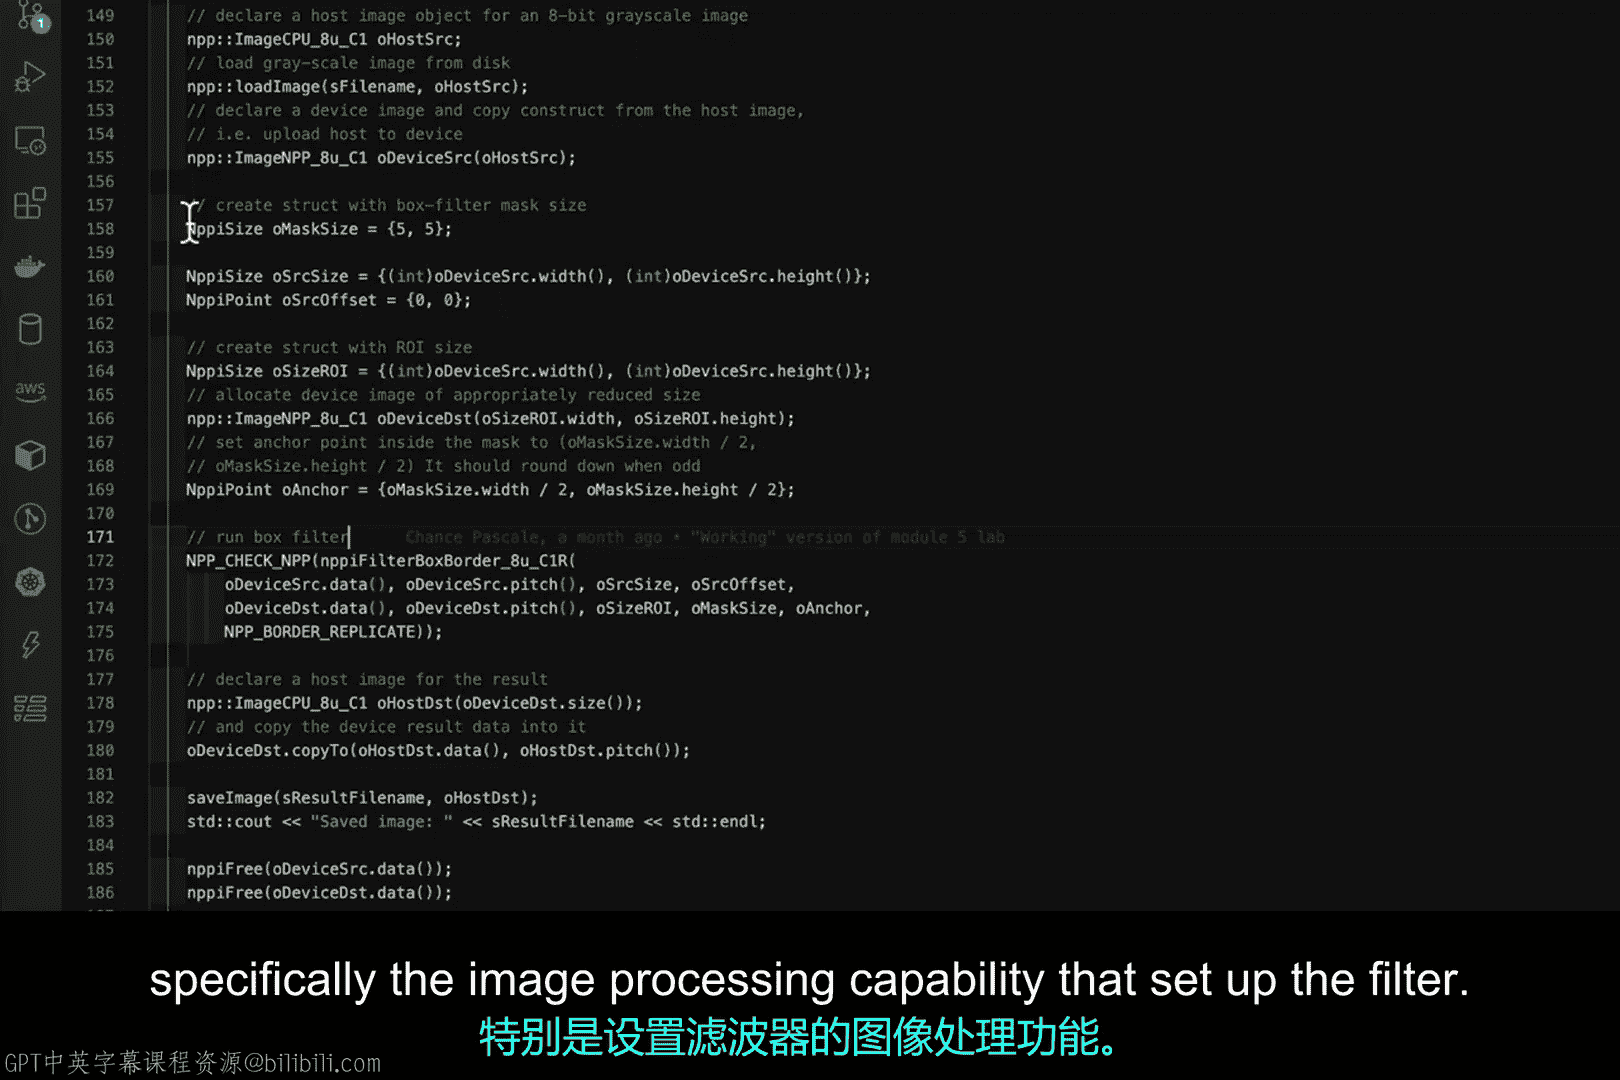 1
149 // declare a host image object for an 8-bit grayscale image
150 npp::ImageCPU_8u_C1 oHostSrc;
151 // load gray-scale image from disk
152 npp::loadImage(sFilename, oHostSrc);
153 // declare a device image and copy construct from the host image,
154 // i.e. upload host to device
155 npp::ImageNPP_8u_C1 oDeviceSrc(oHostSrc);
156
157 // create struct with box-filter mask size
158 NppiSize oMaskSize = {5, 5};
159
160 NppiSize oSrcSize = {(int)oDeviceSrc.width(), (int)oDeviceSrc.height()};
161 NppiPoint oSrcOffset = {0, 0};
162
163 // create struct with ROI size
164 NppiSize oSizeROI = {(int)oDeviceSrc.width(), (int)oDeviceSrc.height()};
165 // allocate device image of appropriately reduced size
166 npp::ImageNPP_8u_C1 oDeviceDst(oSizeROI.width, oSizeROI.height);
167 // set anchor point inside the mask to (oMaskSize.width / 2,
168 // oMaskSize.height / 2) It should round down when odd
169 NppiPoint oAnchor = {oMaskSize.width / 2, oMaskSize.height / 2};
170
171 // run box filter Chance Pascale, a month ago • "Working" version of module 5 lab
172 NPP_CHECK_NPP(nppiFilterBoxBorder_8u_C1R(
173 oDeviceSrc.data(), oDeviceSrc.pitch(), oSrcSize, oSrcOffset,
174 oDeviceDst.data(), oDeviceDst.pitch(), oSizeROI, oMaskSize, oAnchor,
175 NPP_BORDER_REPLICATE));
176
177 // declare a host image for the result
178 npp::ImageCPU_8u_C1 oHostDst(oDeviceDst.size());
179 // and copy the device result data into it
180 oDeviceDst.copyTo(oHostDst.data(), oHostDst.pitch());
181
182 saveImage(sResultFilename, oHostDst);
183 std::cout << "Saved image: " << sResultFilename << std::endl;
184
185 nppiFree(oDeviceSrc.data());
186 nppiFree(oDeviceDst.data());
aws
specifically the image processing capability that set up the filter.
特别是设置滤波器的图像处理功能。
GPT中英字幕课程资源@bilibili.com